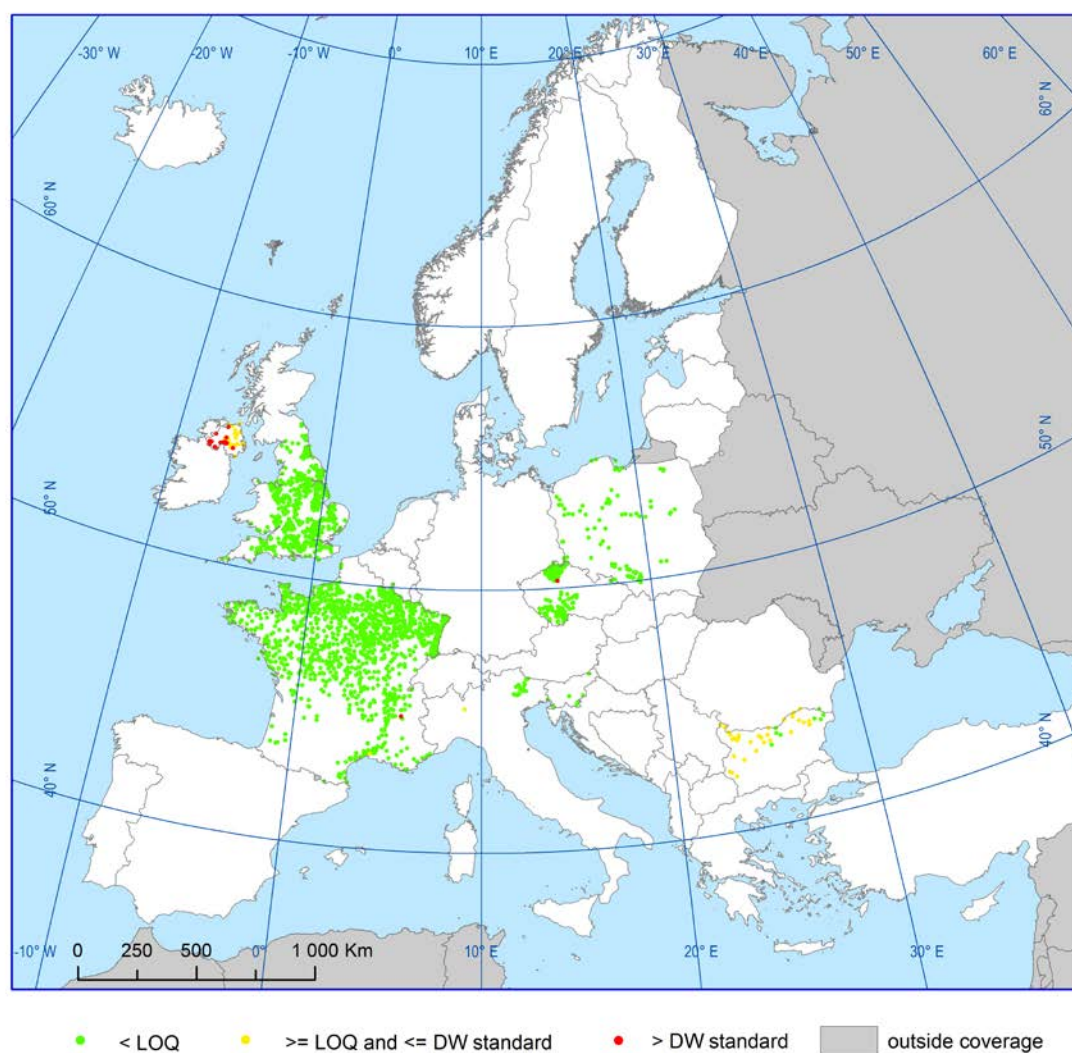 -30° W -20° W -10° W 0° 10° E 20° E 30° E 40° E 50° E 60° E
60° N 60° N
50° N 50° N
40° N 40° N
0 250 500 1 000 Km
-10° W 0° 10° E 20° E 30° E
< LOQ >= LOQ and <= DW standard > DW standard outside coverage